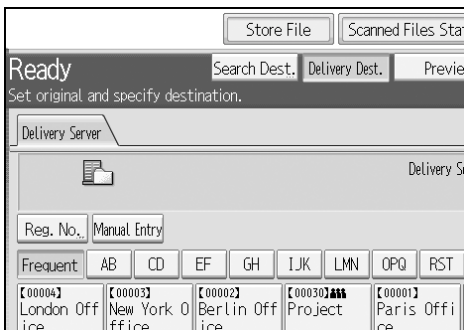 Store File Scanned Files Sta
Ready Search Dest. Delivery Dest. Previe
Set original and specify destination.
Delivery Server
Delivery S
Reg. No. Manual Entry
Frequent AB CD EF GH IJK LMN OPQ RST
【00004】 【00003】 【00002】 【00030】 【00001】
London Off New York O Berlin Off Project Paris Offi
ice ffice ice ce